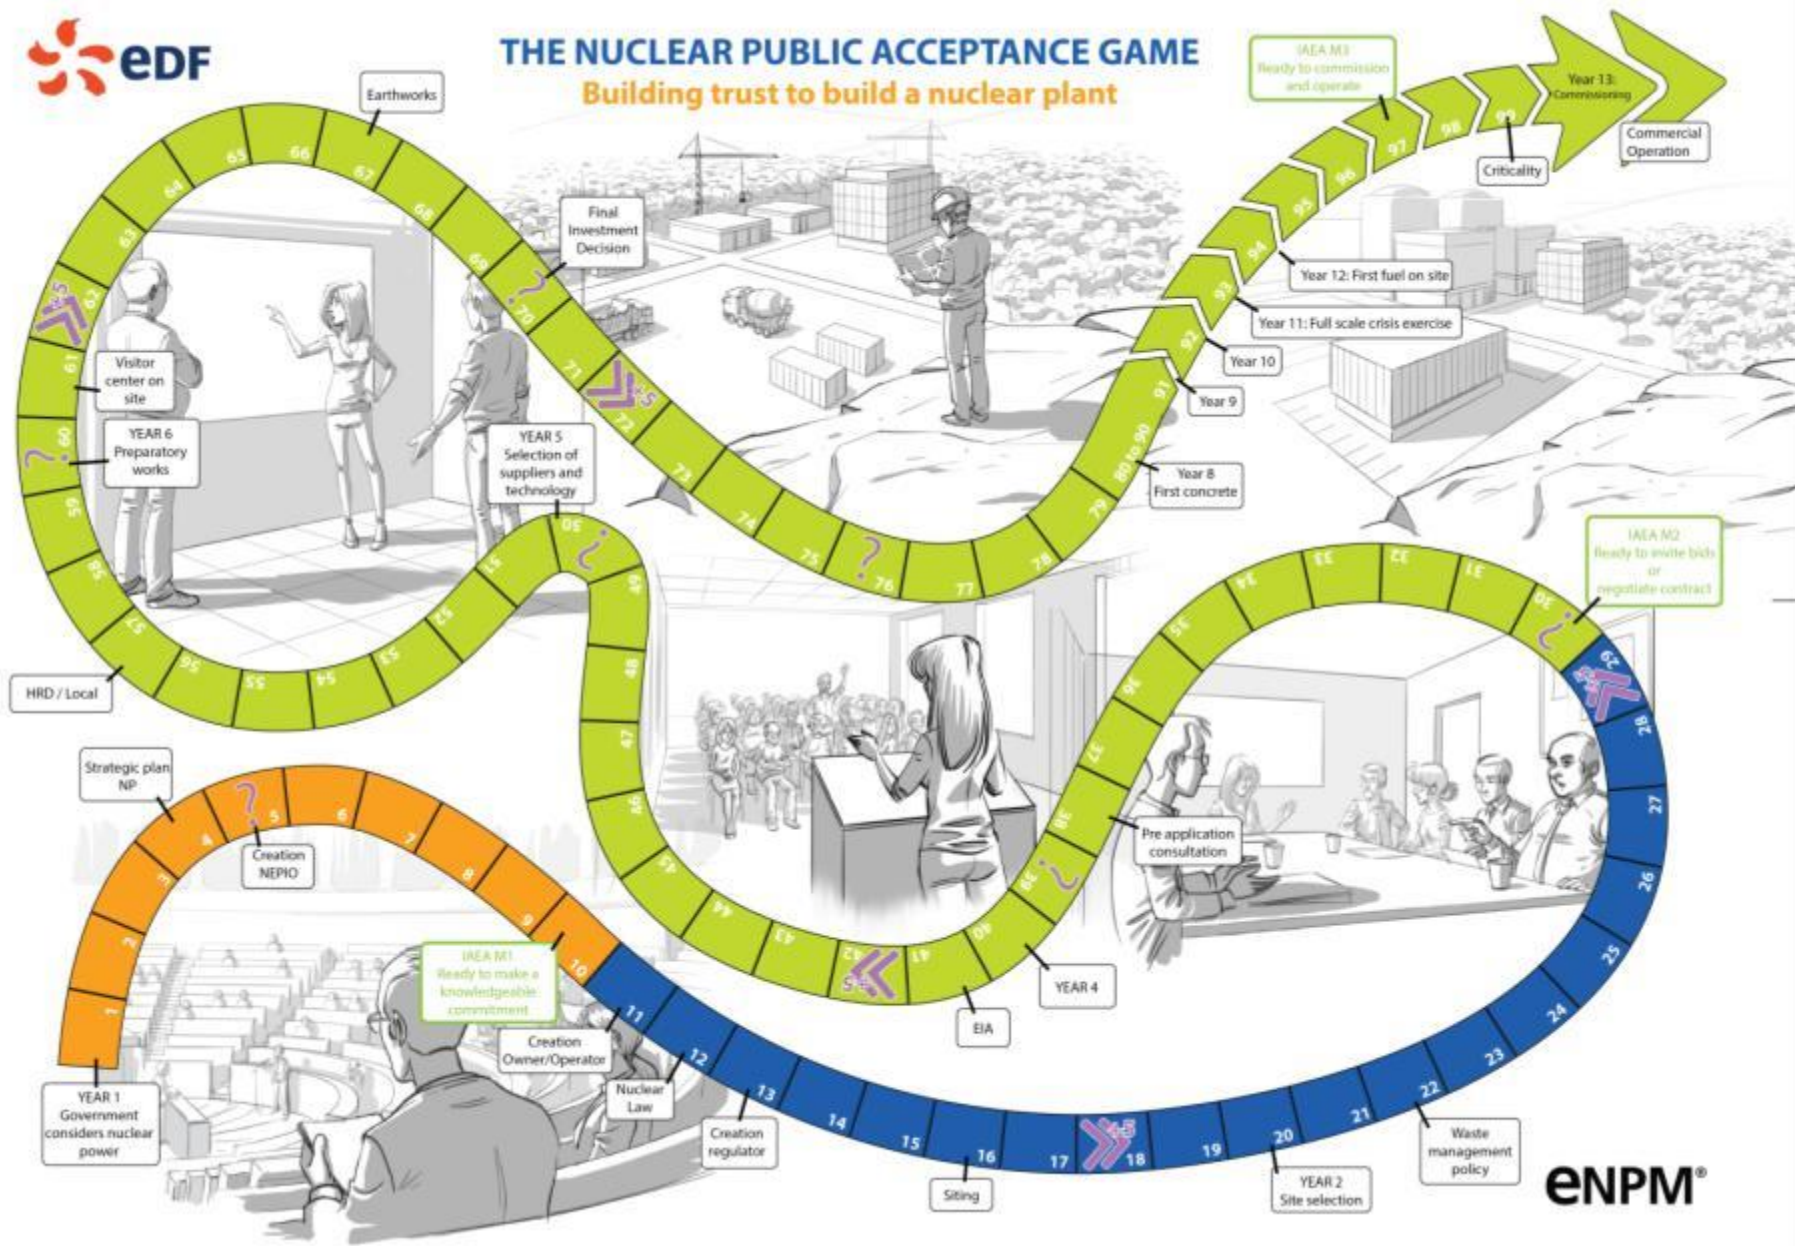 eDF
THE NUCLEAR PUBLIC ACCEPTANCE GAME
Building trust to build a nuclear plant
YEAR 1
Government
considers nuclear
power
1
2
3
Strategic plan
NP
4
5
?
Creation
NEPIO
6
7
8
9
IAEA M1
Ready to make a
knowledgeable
commitment
10
11
Creation
Owner/Operator
12
Nuclear
Law
13
Creation
regulator
14
15
16
Siting
17
+5
18
19
20
YEAR 2
Site selection
21
22
Waste
management
policy
23
24
25
26
27
28
29
+5
IAEA M2
Ready to invite bids
or
negotiate contract
30
?
31
32
33
34
35
36
37
38
Pre application
consultation
39
?
40
YEAR 4
41
EIA
42
+5
43
44
45
46
47
48
49
?
50
YEAR 5
Selection of
suppliers and
technology
51
52
53
54
55
56
57
HRD / Local
58
59
60
?
YEAR 6
Preparatory
works
61
Visitor
center on
site
62
+5
63
64
65
66
67
Earthworks
68
69
70
?
Final
Investment
Decision
71
72
+5
73
74
75
76
?
77
78
79
80 to 90
Year 8
First concrete
91
Year 9
92
Year 10
93
Year 11: Full scale crisis exercise
94
Year 12: First fuel on site
95
96
97
IAEA M3
Ready to commission
and operate
98
99
Criticality
Year 13:
Commissioning
Commercial
Operation
eNPM®